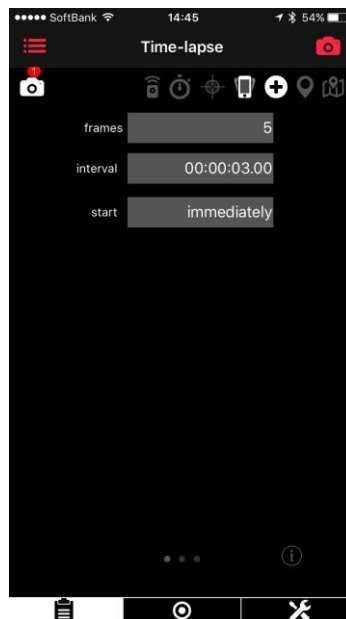 SoftBank 14:45 54%
Time-lapse
1
frames 5
interval 00:00:03.00
start immediately